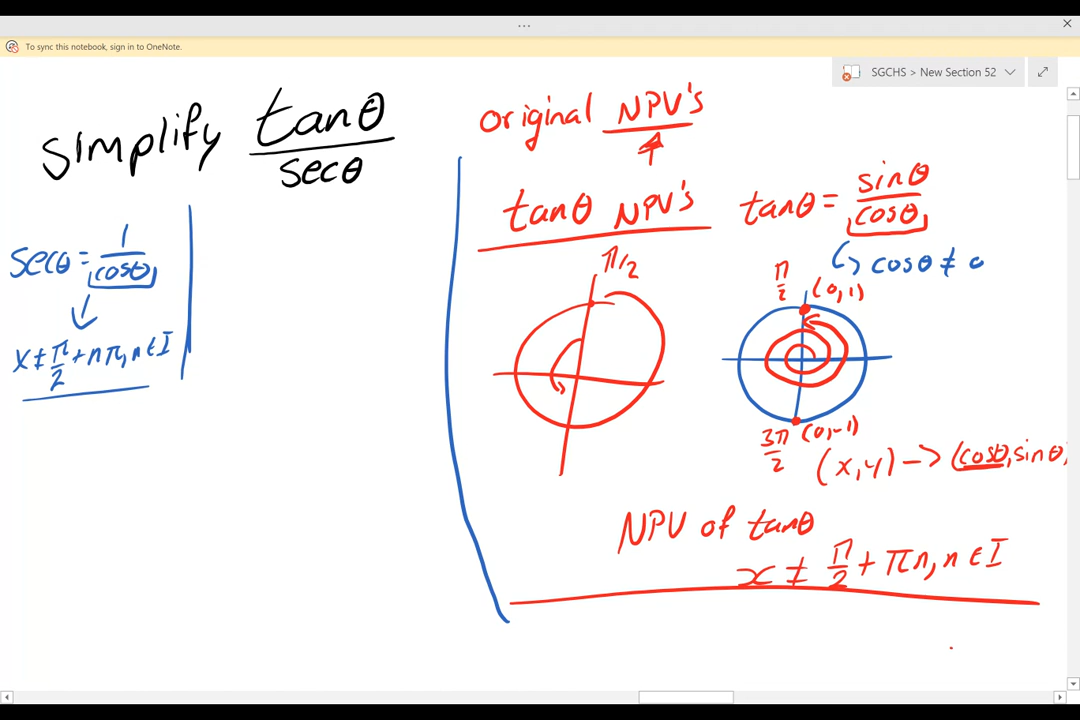 To sync this notebook, sign in to OneNote.
SGCHS > New Section 52
simplify tanθ / secθ
secθ = 1 / cosθ
x ≠ π/2 + nπ, n ∈ I
original NPV's
tanθ NPV's
tanθ = sinθ / cosθ
cosθ ≠ 0
π/2
π/2 (0,1)
3π/2 (0,-1)
(x,y) -> (cosθ, sinθ,
NPV of tanθ
x ≠ π/2 + πn, n ∈ I